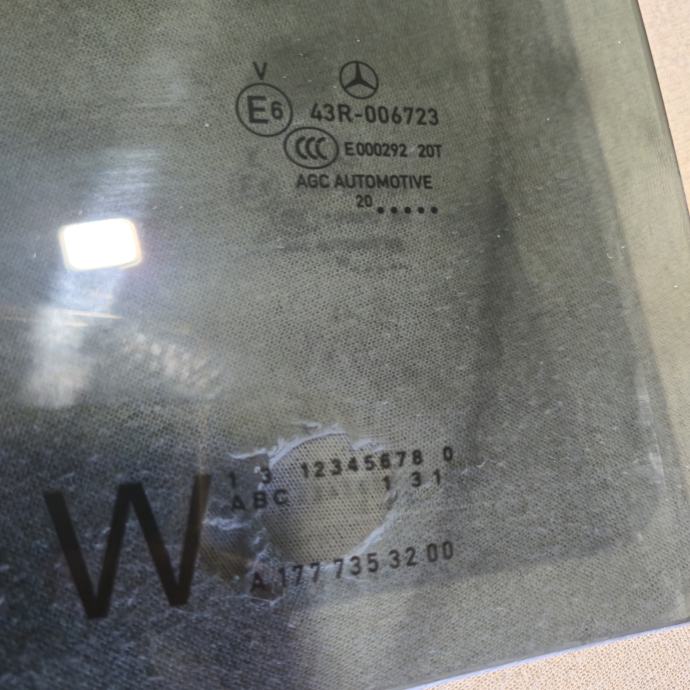 V
E6 43R-006723
CCC E000292 20T
AGC AUTOMOTIVE
20 .....
1 3 12345678 0
ABC 1 3 1
W
A 177 735 32 00